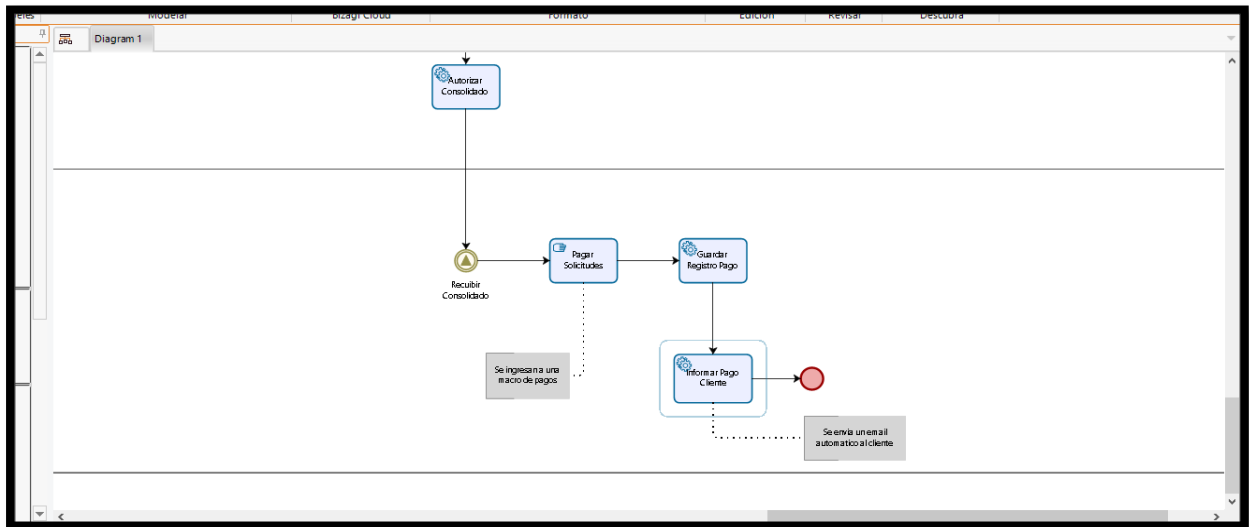 Modelar
Bizagi Cloud
Formato
Edición
Revisar
Descubra
Diagram 1
Autorizar
Consolidado
Recuibir
Consolidado
Pagar
Solicitudes
Guardar
Registro Pago
Se ingresan a una
macro de pagos
Informar Pago
Cliente
Se envia un email
automatico al cliente